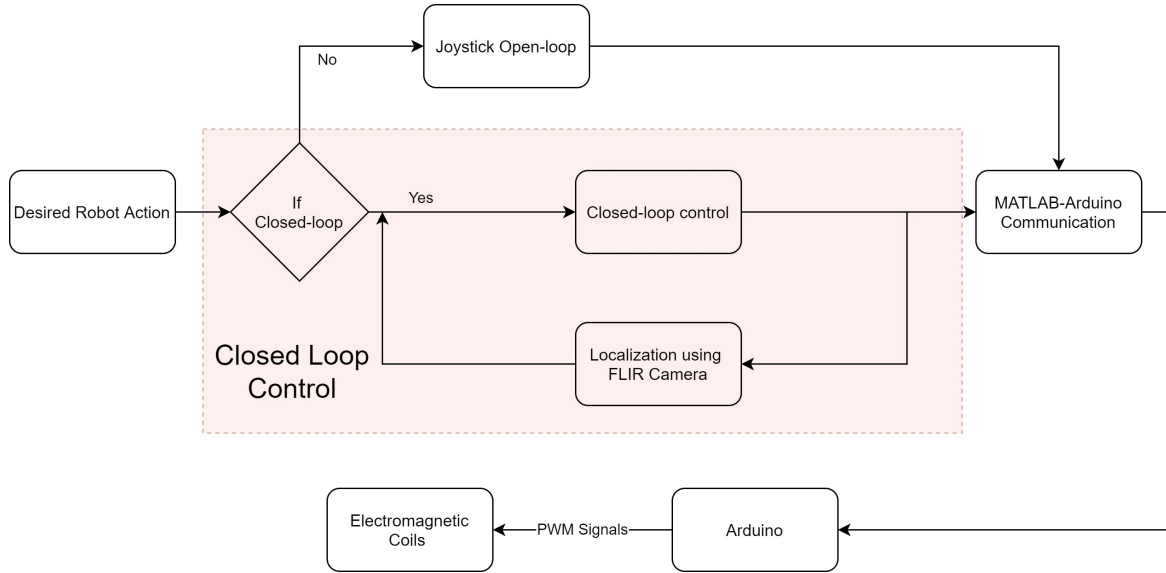 Joystick Open-loop
No
Desired Robot Action
If
Closed-loop
Yes
Closed-loop control
MATLAB-Arduino
Communication
Closed Loop
Control
Localization using
FLIR Camera
Electromagnetic
Coils
PWM Signals
Arduino